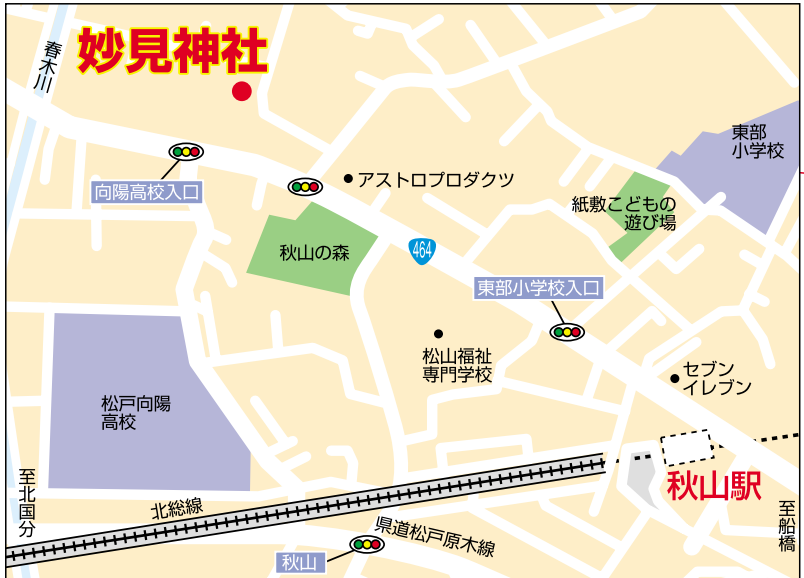 妙見神社
春木川
東部
小学校
向陽高校入口
アストロプロダクツ
紙敷こどもの
遊び場
秋山の森
464
東部小学校入口
松山福祉
専門学校
セブン
イレブン
松戸向陽
高校
秋山駅
至北国分
北総線
県道松戸原木線
至船橋
秋山